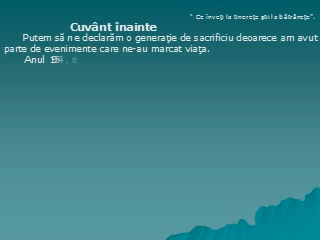 “ Ce înveţi la tinereţe ştii la bătrâneţe”.
Cuvânt înainte
Putem să ne declarăm o generaţie de sacrificiu deoarece am avut
parte de evenimente care ne-au marcat viaţa.
Anul